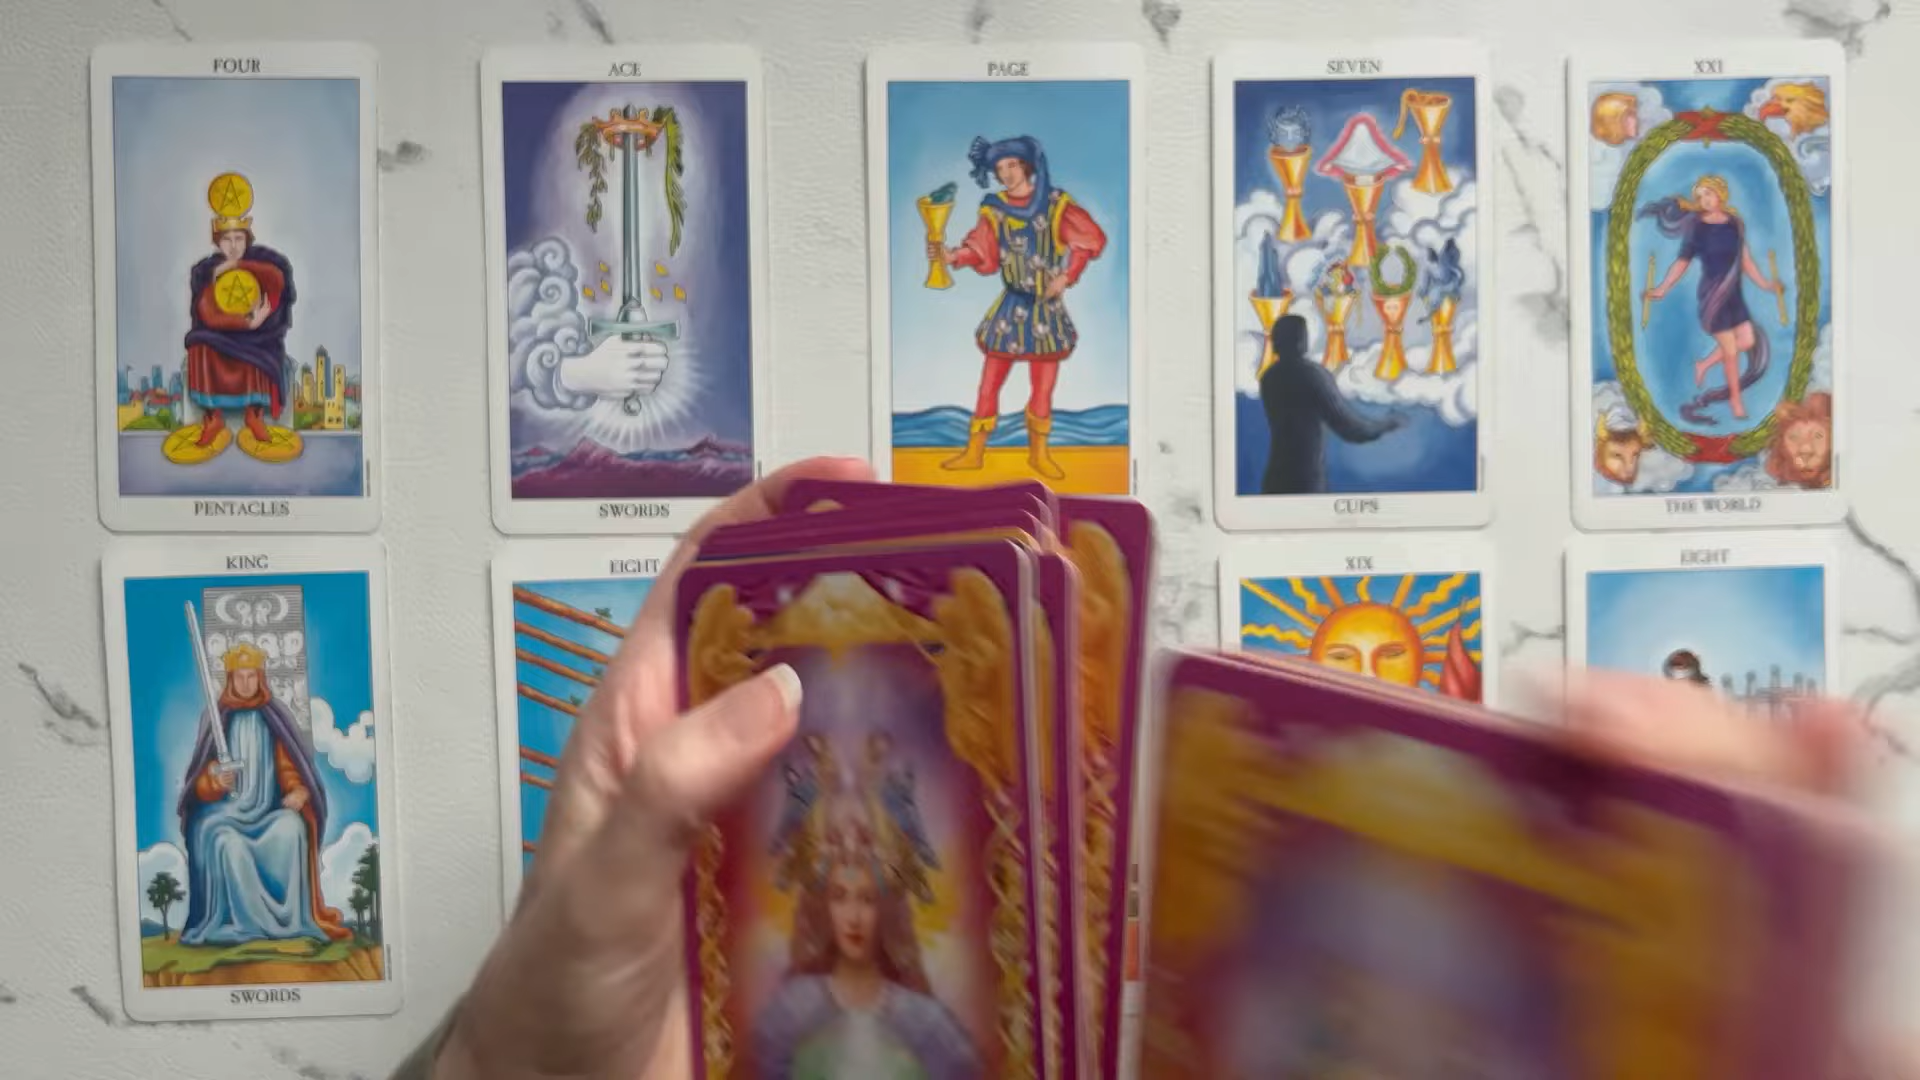 FOUR
ACE
PAGE
SEVEN
XXI
PENTACLES
SWORDS
CUPS
THE WORLD
KING
EIGHT
XIX
EIGHT
SWORDS